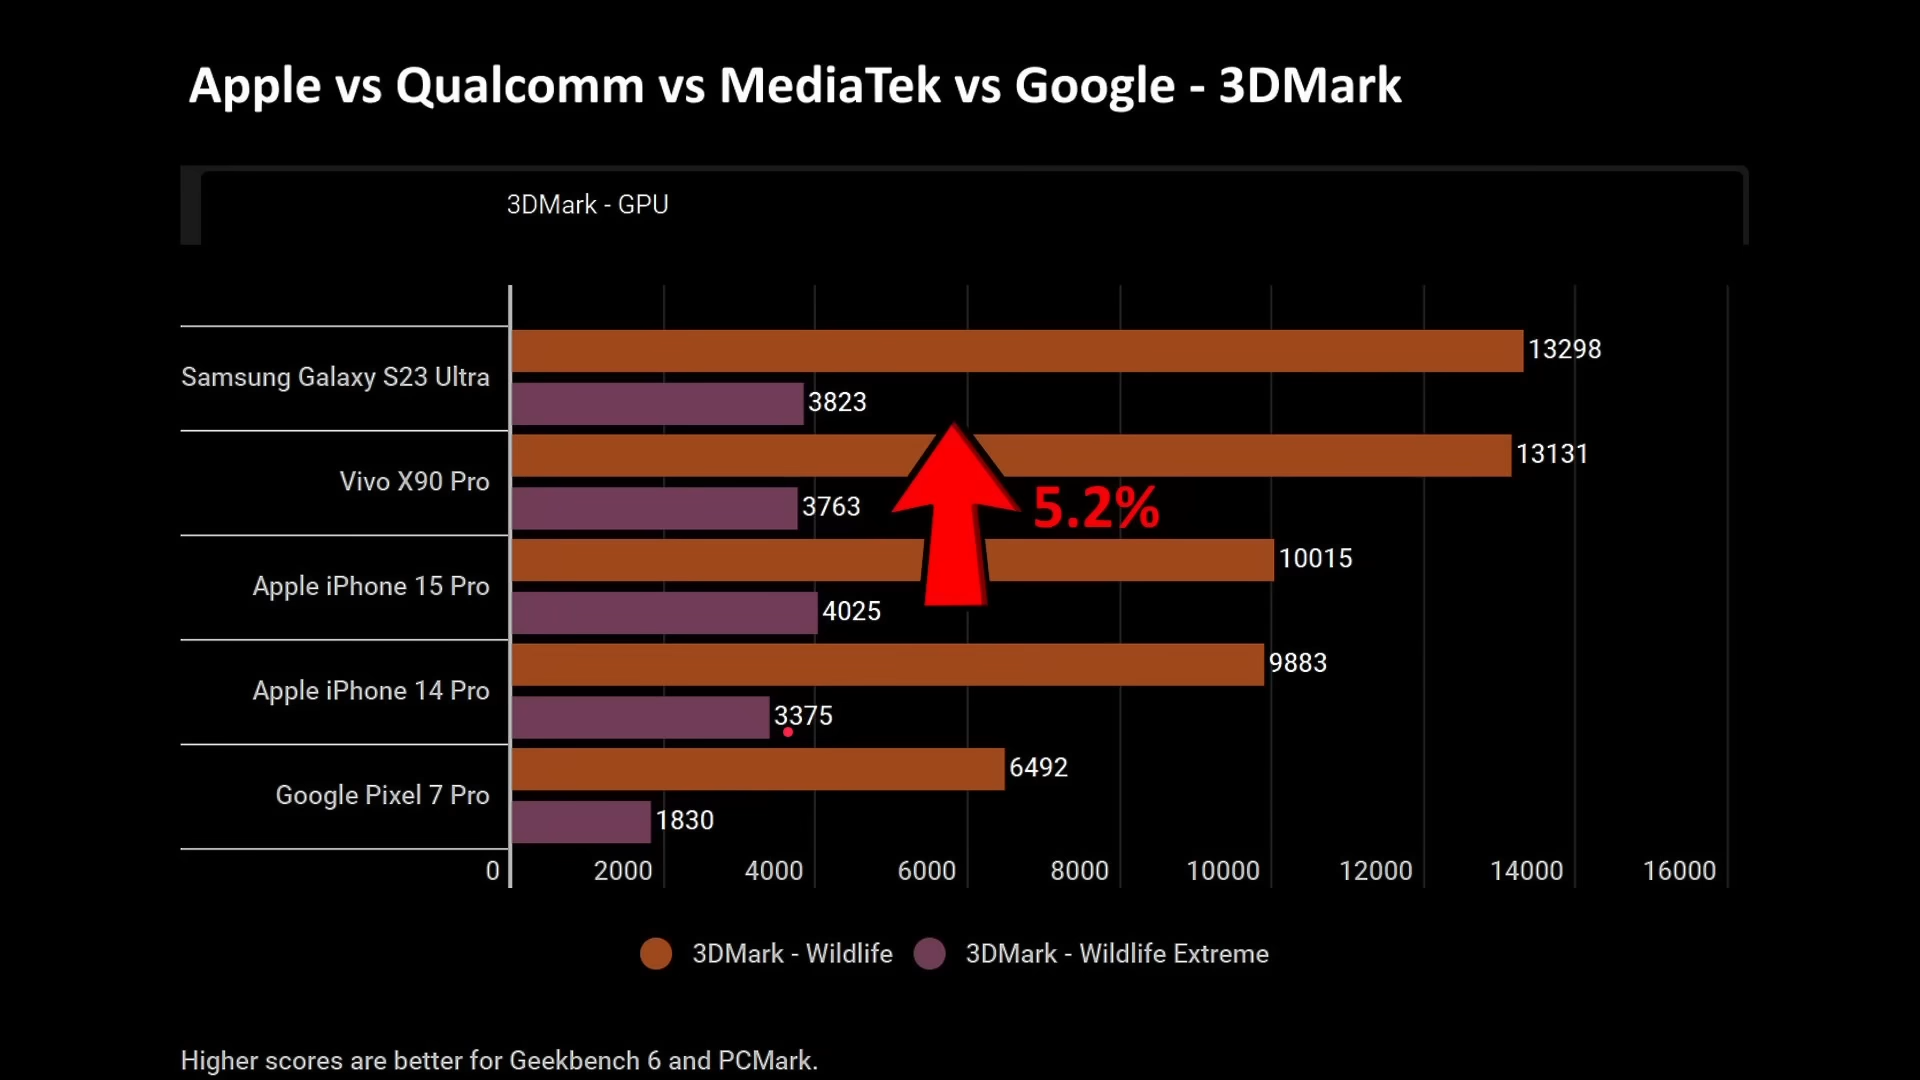 Apple vs Qualcomm vs MediaTek vs Google - 3DMark
3DMark - GPU
Samsung Galaxy S23 Ultra
13298
3823
Vivo X90 Pro
13131
3763
5.2%
Apple iPhone 15 Pro
10015
4025
Apple iPhone 14 Pro
9883
3375
Google Pixel 7 Pro
6492
1830
0 2000 4000 6000 8000 10000 12000 14000 16000
3DMark - Wildlife 3DMark - Wildlife Extreme
Higher scores are better for Geekbench 6 and PCMark.